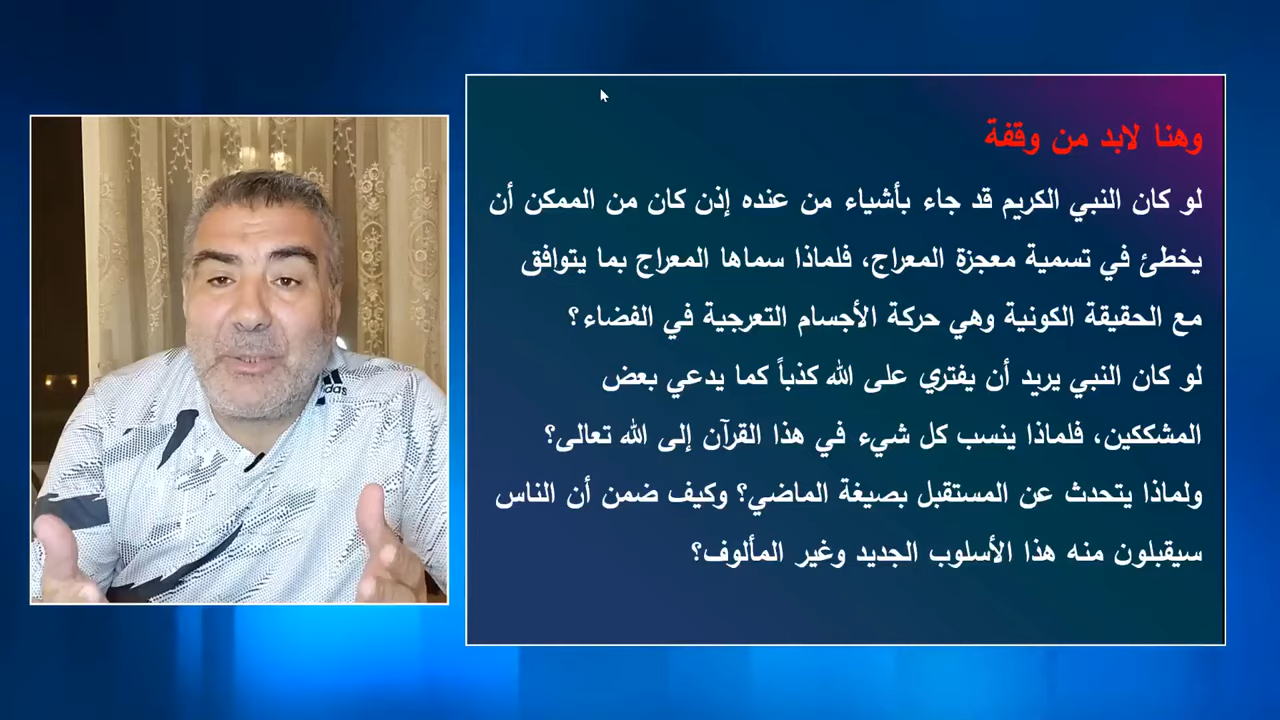 وهنا لابد من وقفة
لو كان النبي الكريم قد جاء بأشياء من عنده إذن كان من الممكن أن
يخطئ في تسمية معجزة المعراج، فلماذا سماها المعراج بما يتوافق
مع الحقيقة الكونية وهي حركة الأجسام التعرجية في الفضاء؟
لو كان النبي يريد أن يفتري على الله كذباً كما يدعي بعض
المشككين، فلماذا ينسب كل شيء في هذا القرآن إلى الله تعالى؟
ولماذا يتحدث عن المستقبل بصيغة الماضي؟ وكيف ضمن أن الناس
سيقبلون منه هذا الأسلوب الجديد وغير المألوف؟
adidas